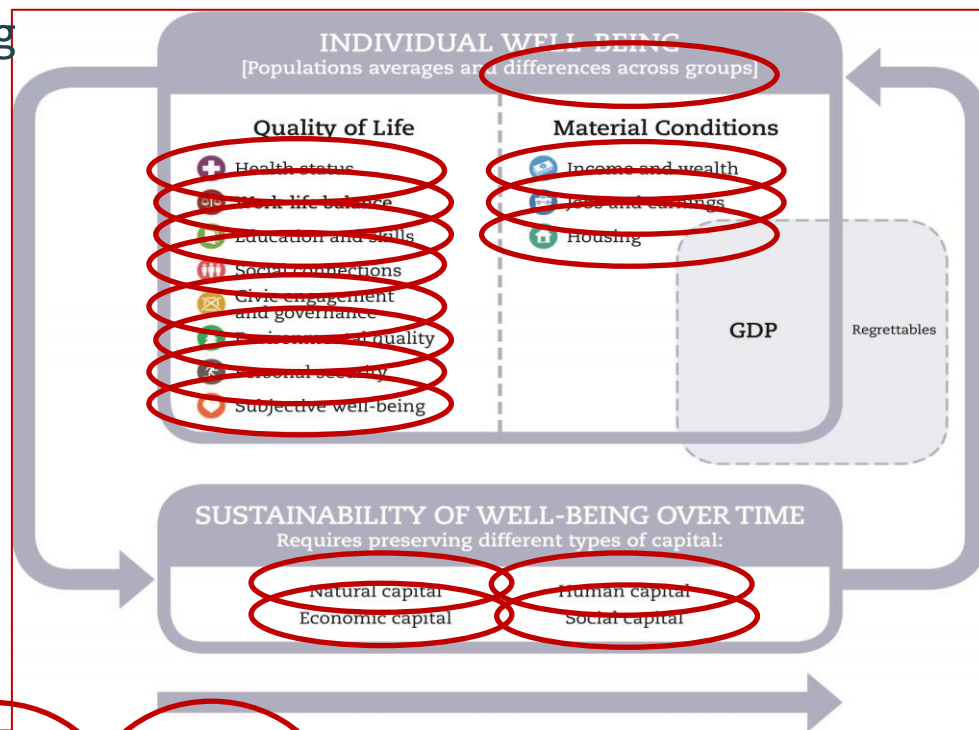 g
INDIVIDUAL WELL-BEING
[Populations averages and differences across groups]
Quality of Life
Health status
Work-life balance
Education and skills
Social connections
Civic engagement
and governance
Environmental quality
Personal security
Subjective well-being
Material Conditions
Income and wealth
Jobs and earnings
Housing
GDP
Regrettables
SUSTAINABILITY OF WELL-BEING OVER TIME
Requires preserving different types of capital:
Natural capital
Human capital
Economic capital
Social capital